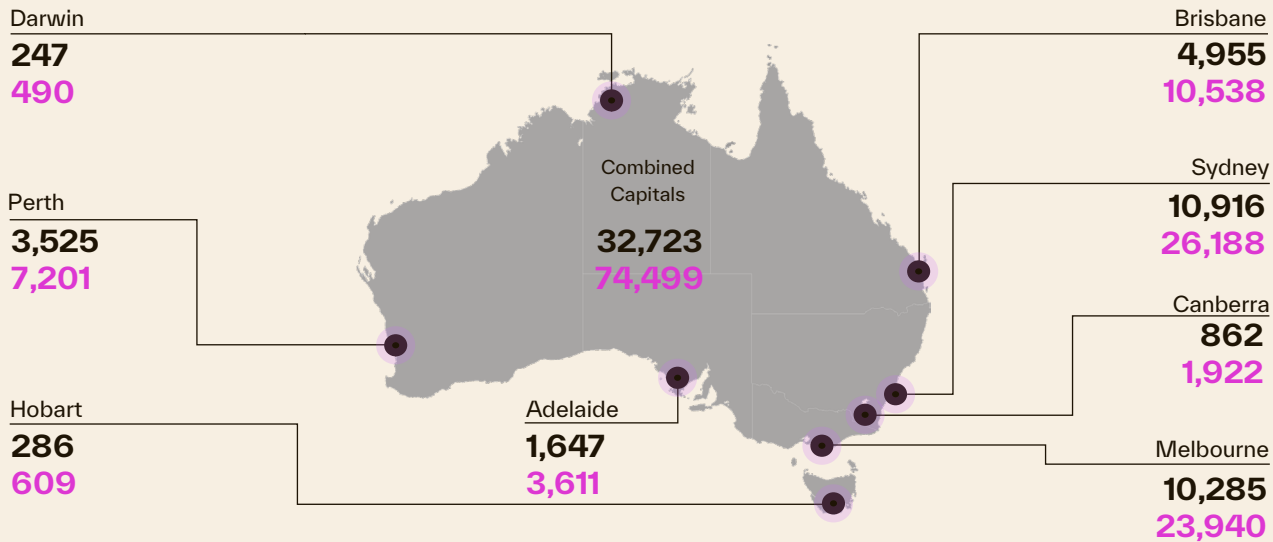 Darwin
247
490
Brisbane
4,955
10,538
Combined
Capitals
32,723
74,499
Sydney
10,916
26,188
Perth
3,525
7,201
Canberra
862
1,922
Hobart
286
609
Adelaide
1,647
3,611
Melbourne
10,285
23,940